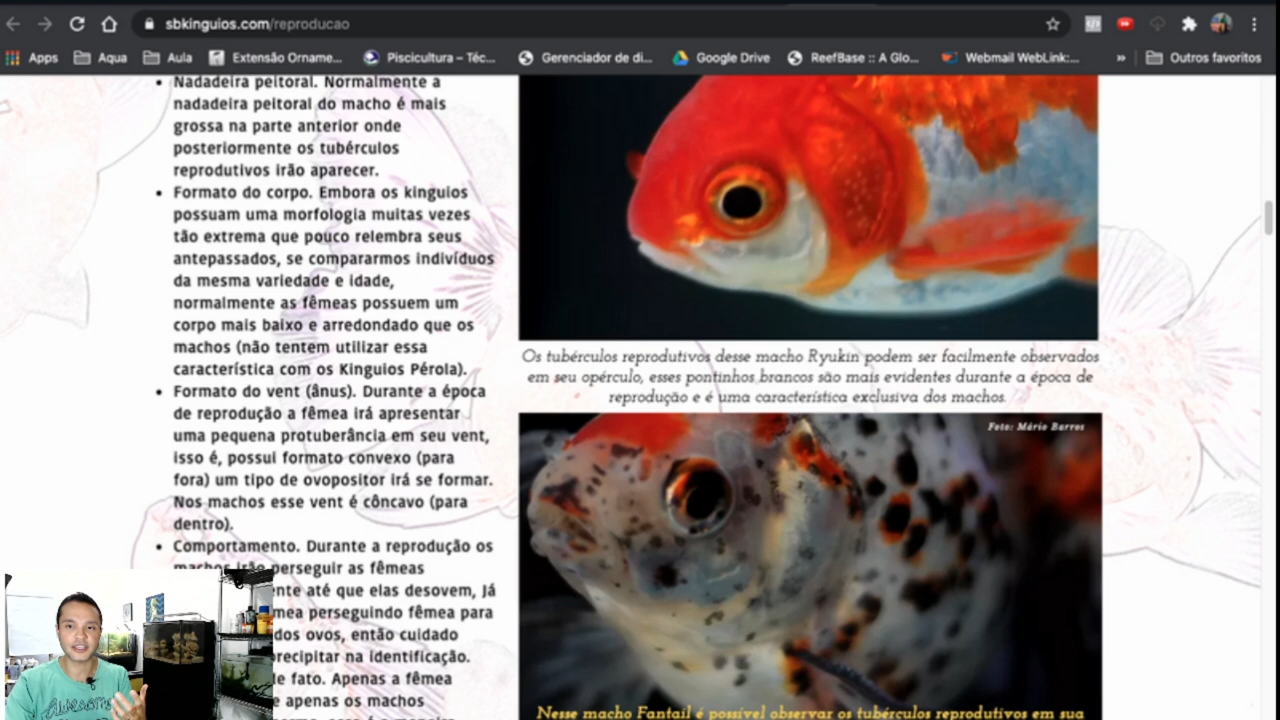 sbkinguios.com/reproducao
Apps Aqua Aula Extensão Orname... Piscicultura – Téc... Gerenciador de di... Google Drive ReefBase :: A Glo... Webmail WebLink:... » Outros favoritos
• Nadadeira peitoral. Normalmente a
nadadeira peitoral do macho é mais
grossa na parte anterior onde
posteriormente os tubérculos
reprodutivos irão aparecer.
• Formato do corpo. Embora os kinguios
possuam uma morfologia muitas vezes
tão extrema que pouco relembra seus
antepassados, se compararmos indivíduos
da mesma variedade e idade,
normalmente as fêmeas possuem um
corpo mais baixo e arredondado que os
machos (não tentem utilizar essa
característica com os Kinguios Pérola).
• Formato do vent (ânus). Durante a época
de reprodução a fêmea irá apresentar
uma pequena protuberância em seu vent,
isso é, possui formato convexo (para
fora) um tipo de ovopositor irá se formar.
Nos machos esse vent é côncavo (para
dentro).
• Comportamento. Durante a reprodução os
machos irão perseguir as fêmeas
até que elas desovem, Já
perseguindo fêmea para
dos ovos, então cuidado
precipitar na identificação.
fato. Apenas a fêmea
e apenas os machos
Os tubérculos reprodutivos desse macho Ryukin podem ser facilmente observados
em seu opérculo, esses pontinhos brancos são mais evidentes durante a época de
reprodução e é uma característica exclusiva dos machos.
Foto: Mário Barros
Nesse macho Fantail é possível observar os tubérculos reprodutivos em sua